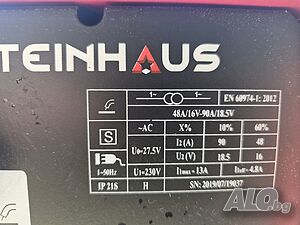 TEINHAUS
1~ 1~ EN 60974-1: 2012
48A/16V-90A/18.5V
~AC X% 10% 60%
S U0=27.5V I2(A) 90 48
U2(V) 18.5 16
1~50Hz U1=230V I1max=13A I1eff=4.8A
IP 21S H SN: 2019/07/19037
ALO.bg